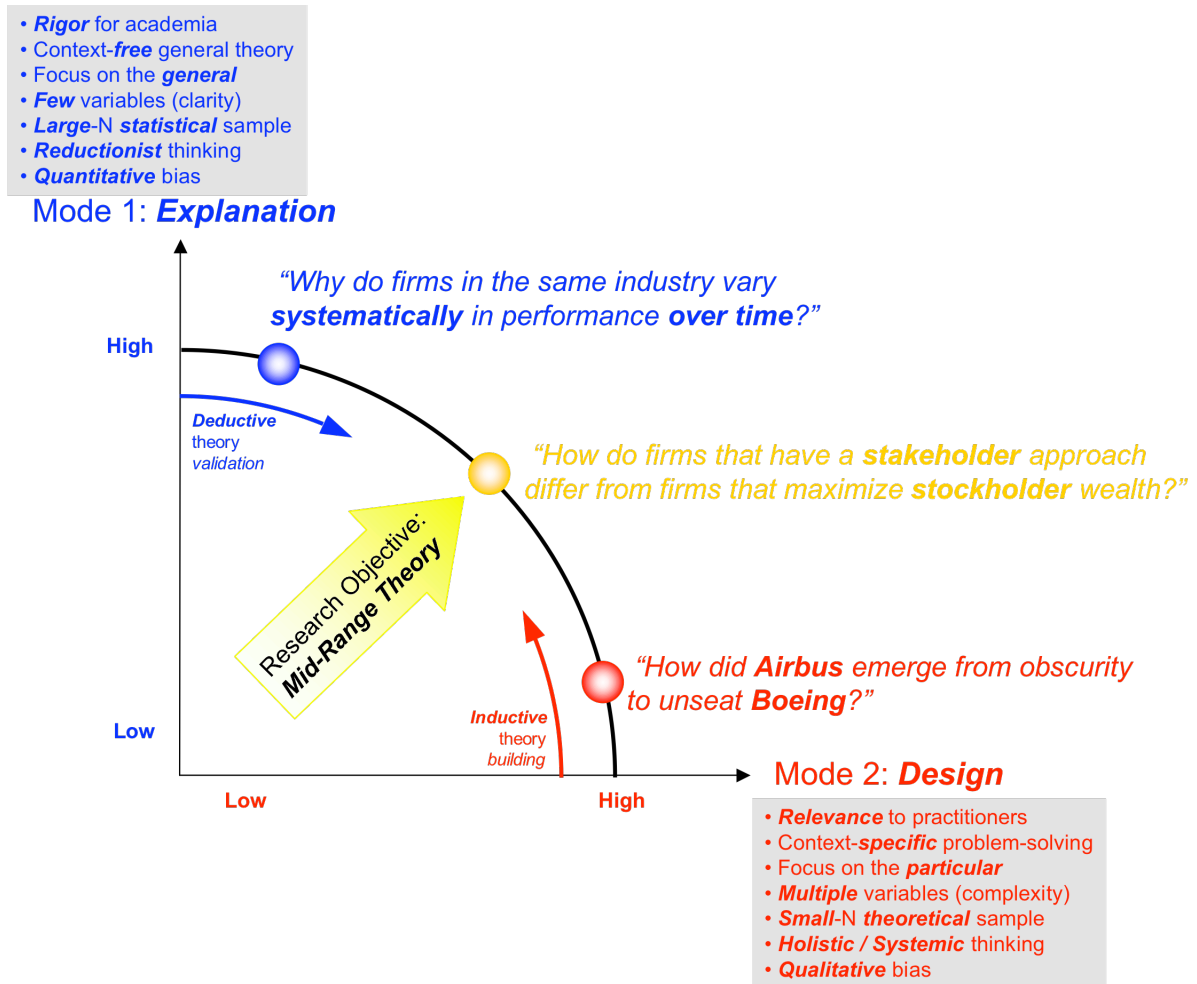 • Rigor for academia
• Context-free general theory
• Focus on the general
• Few variables (clarity)
• Large-N statistical sample
• Reductionist thinking
• Quantitative bias
Mode 1: Explanation
“Why do firms in the same industry vary
systematically in performance over time?”
High
Deductive
theory
validation
“How do firms that have a stakeholder approach
differ from firms that maximize stockholder wealth?”
Research Objective:
Mid-Range Theory
“How did Airbus emerge from obscurity
to unseat Boeing?”
Inductive
theory
building
Low
Low
High
Mode 2: Design
• Relevance to practitioners
• Context-specific problem-solving
• Focus on the particular
• Multiple variables (complexity)
• Small-N theoretical sample
• Holistic / Systemic thinking
• Qualitative bias